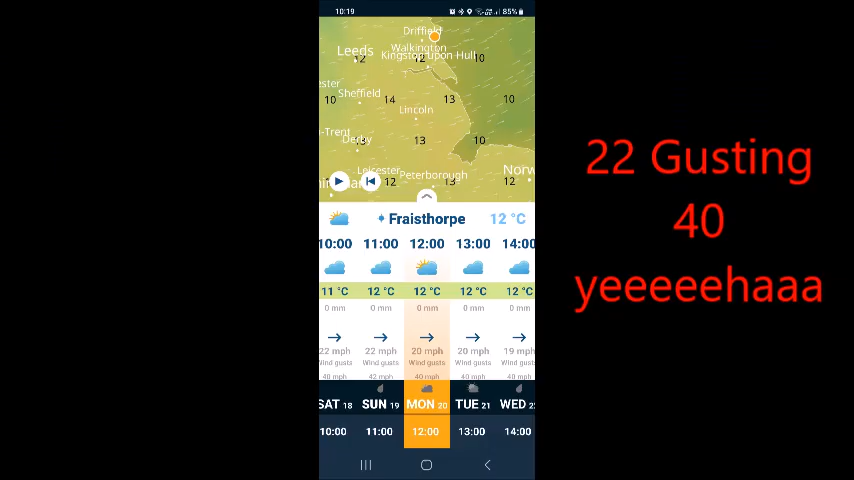 10:19
85%
Driffield
Leeds
Walkington
12
12
Kingston upon Hull
10
ester
10
Sheffield
14
13
10
Lincoln
-Trent
Derby
13
13
10
Leicester
12
Peterborough
13
Norw
12
Fraisthorpe 12 °C
10:00 11:00 12:00 13:00 14:00
11 °C 12 °C 12 °C 12 °C 12 °C
0 mm 0 mm 0 mm 0 mm 0 mm
22 mph 22 mph 20 mph 20 mph 19 mph
Wind gusts Wind gusts Wind gusts Wind gusts Wind gusts
40 mph 42 mph 40 mph 40 mph 40 mph
SAT 18 SUN 19 MON 20 TUE 21 WED 2
10:00 11:00 12:00 13:00 14:00
22 Gusting
40
yeeeeehaaa